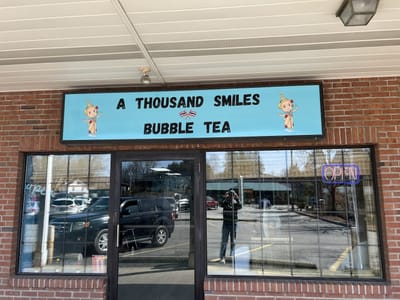 A THOUSAND SMILES
BUBBLE TEA
OPEN